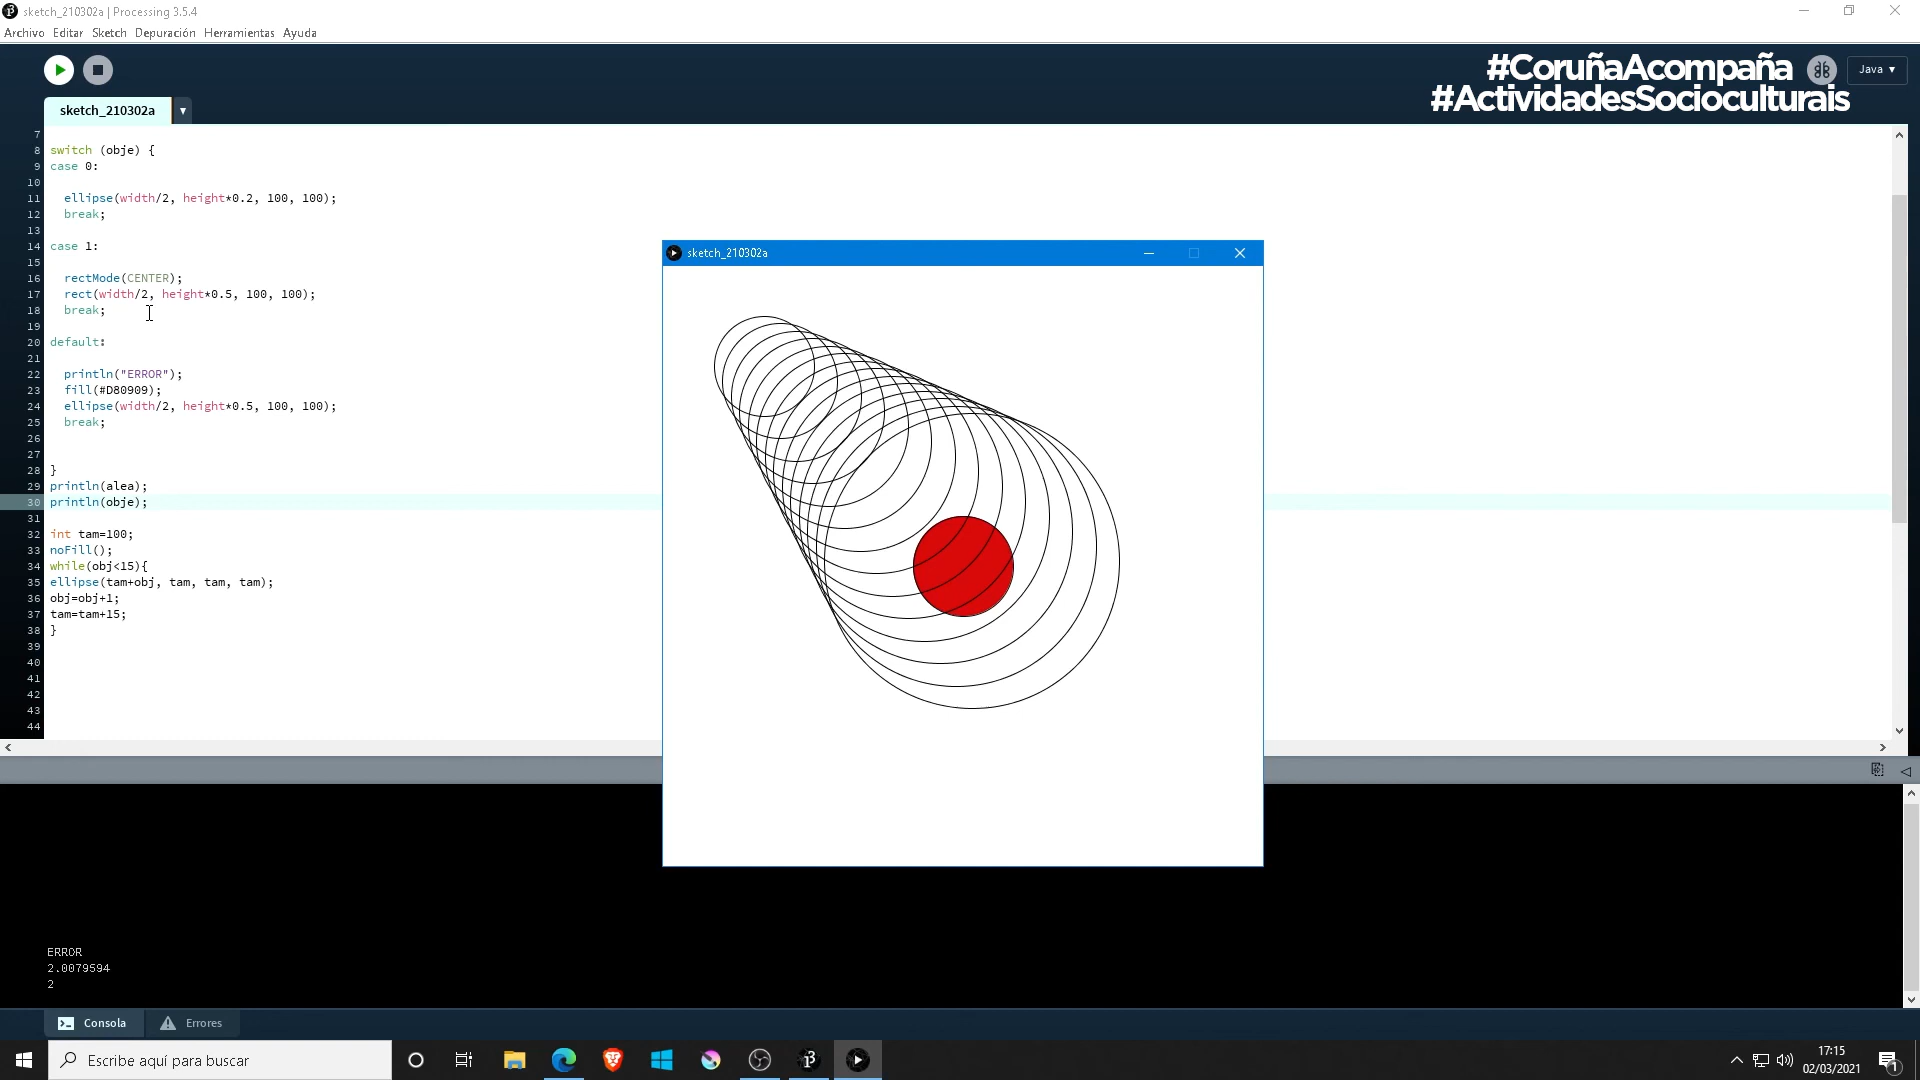 sketch_210302a | Processing 3.5.4
Archivo Editar Sketch Depuración Herramientas Ayuda
#CoruñaAcompaña
Java ▾
#ActividadesSocioculturais
sketch_210302a
7
8 switch (obje) {
9 case 0:
10
11 ellipse(width/2, height*0.2, 100, 100);
12 break;
13
14 case 1:
15
16 rectMode(CENTER);
17 rect(width/2, height*0.5, 100, 100);
18 break;
19
20 default:
21
22 println("ERROR");
23 fill(#D80909);
24 ellipse(width/2, height*0.5, 100, 100);
25 break;
26
27
28 }
29 println(alea);
30 println(obje);
31
32 int tam=100;
33 noFill();
34 while(obj<15){
35 ellipse(tam+obj, tam, tam, tam);
36 obj=obj+1;
37 tam=tam+15;
38 }
39
40
41
42
43
44
sketch_210302a
ERROR
2.0079594
2
Consola
Errores
Escribe aquí para buscar
17:15
02/03/2021
1